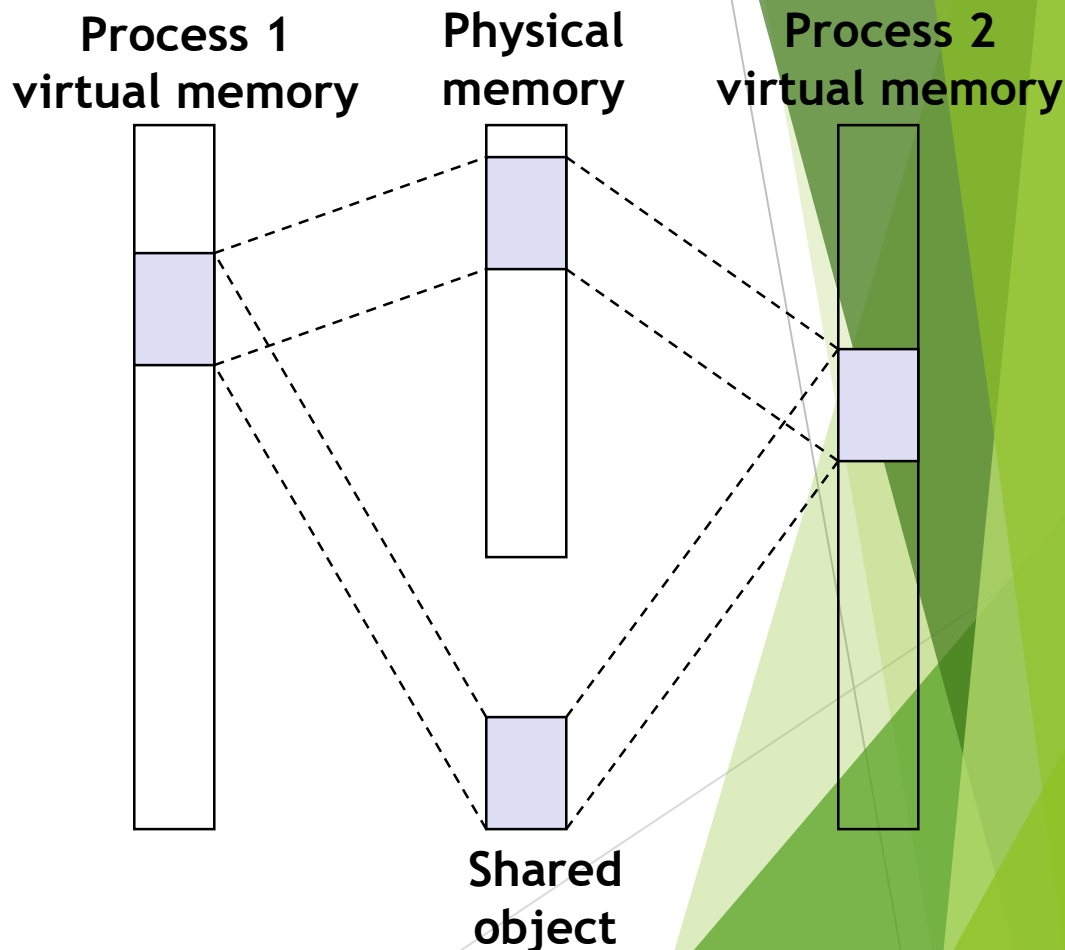 Process 1
virtual memory
Physical
memory
Process 2
virtual memory
Shared
object